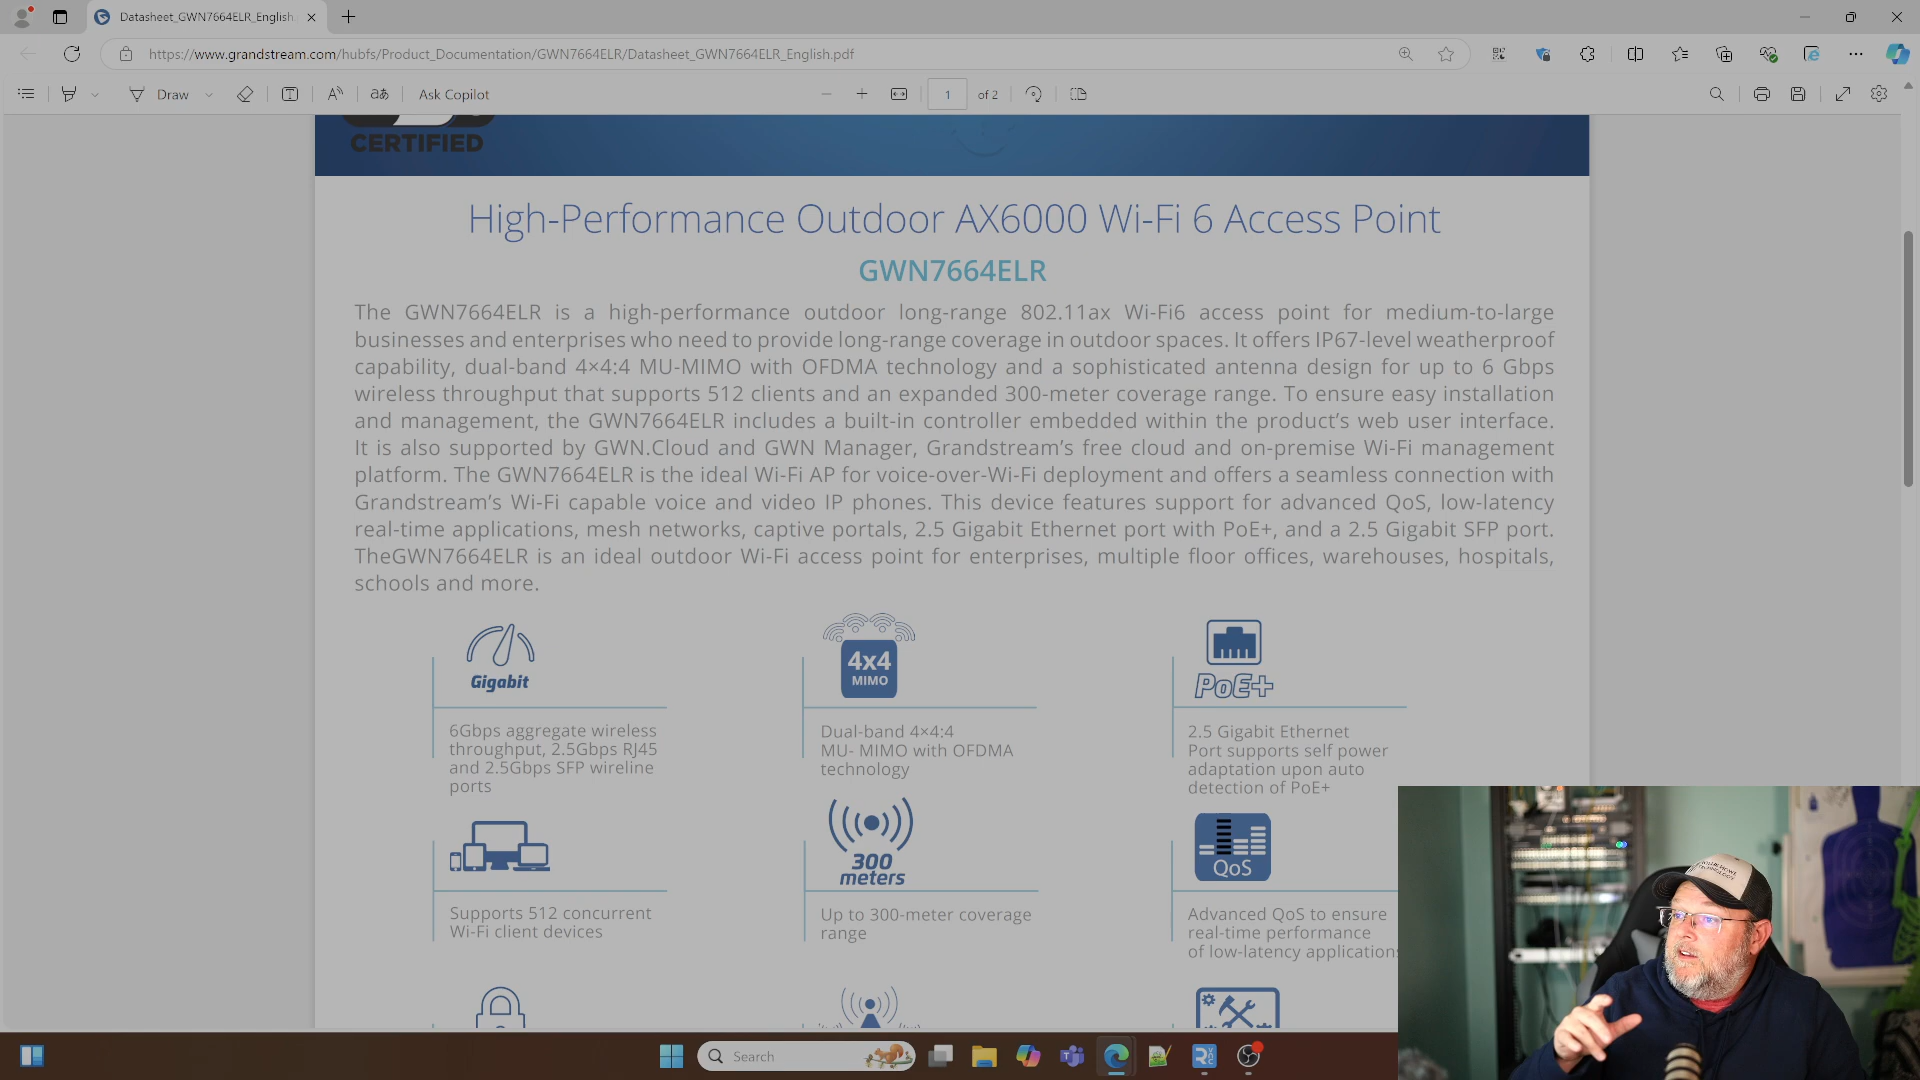 Datasheet_GWN7664ELR_English.
https://www.grandstream.com/hubfs/Product_Documentation/GWN7664ELR/Datasheet_GWN7664ELR_English.pdf
Draw
Ask Copilot
1
of 2
CERTIFIED
High-Performance Outdoor AX6000 Wi-Fi 6 Access Point
GWN7664ELR
The GWN7664ELR is a high-performance outdoor long-range 802.11ax Wi-Fi6 access point for medium-to-large
businesses and enterprises who need to provide long-range coverage in outdoor spaces. It offers IP67-level weatherproof
capability, dual-band 4×4:4 MU-MIMO with OFDMA technology and a sophisticated antenna design for up to 6 Gbps
wireless throughput that supports 512 clients and an expanded 300-meter coverage range. To ensure easy installation
and management, the GWN7664ELR includes a built-in controller embedded within the product's web user interface.
It is also supported by GWN.Cloud and GWN Manager, Grandstream's free cloud and on-premise Wi-Fi management
platform. The GWN7664ELR is the ideal Wi-Fi AP for voice-over-Wi-Fi deployment and offers a seamless connection with
Grandstream's Wi-Fi capable voice and video IP phones. This device features support for advanced QoS, low-latency
real-time applications, mesh networks, captive portals, 2.5 Gigabit Ethernet port with PoE+, and a 2.5 Gigabit SFP port.
TheGWN7664ELR is an ideal outdoor Wi-Fi access point for enterprises, multiple floor offices, warehouses, hospitals,
schools and more.
Gigabit
6Gbps aggregate wireless
throughput, 2.5Gbps RJ45
and 2.5Gbps SFP wireline
ports
4x4
MIMO
Dual-band 4×4:4
MU- MIMO with OFDMA
technology
PoE+
2.5 Gigabit Ethernet
Port supports self power
adaptation upon auto
detection of PoE+
Supports 512 concurrent
Wi-Fi client devices
300
meters
Up to 300-meter coverage
range
QoS
Advanced QoS to ensure
real-time performance
of low-latency applications
Search